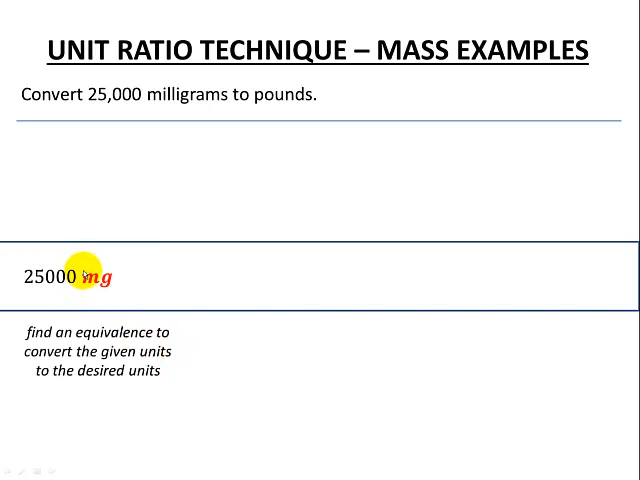 UNIT RATIO TECHNIQUE – MASS EXAMPLES
Convert 25,000 milligrams to pounds.
25000 mg
find an equivalence to
convert the given units
to the desired units